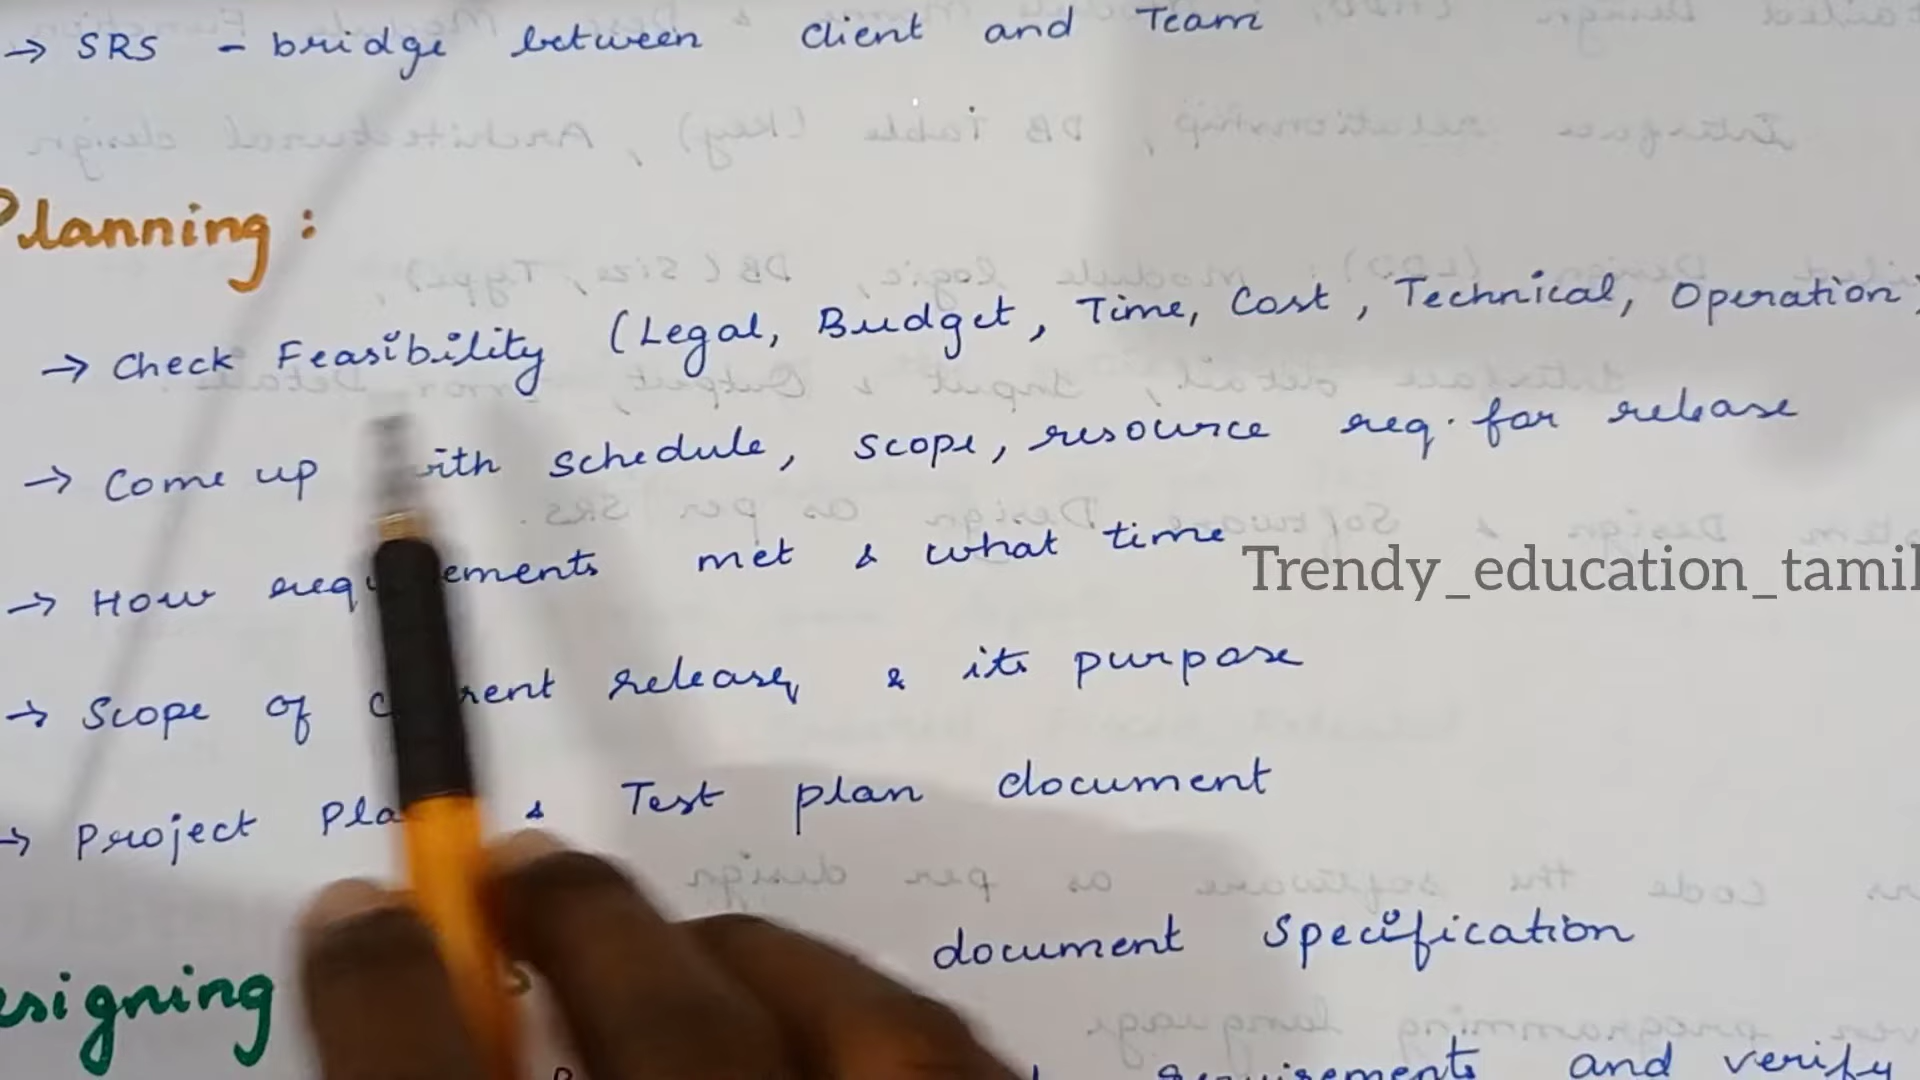 → SRS - bridge between client and Team
Planning :
→ Check Feasibility (Legal, Budget, Time, Cost, Technical, Operation)
→ Come up with schedule, scope, resource req. for release
→ How requirements met & what time
Trendy_education_tamil
→ Scope of current release & its purpose
→ Project Plan & Test plan document
document Specification
esigning
requirements and verify